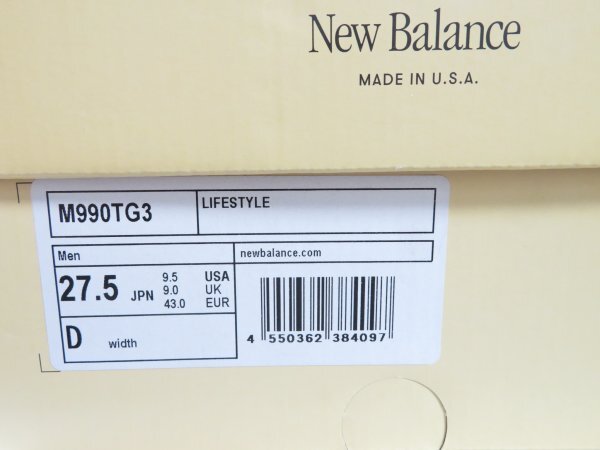 New Balance
MADE IN U.S.A.
M990TG3
LIFESTYLE
Men
newbalance.com
27.5 JPN
9.5 USA
9.0 UK
43.0 EUR
D width
4 550362 384097